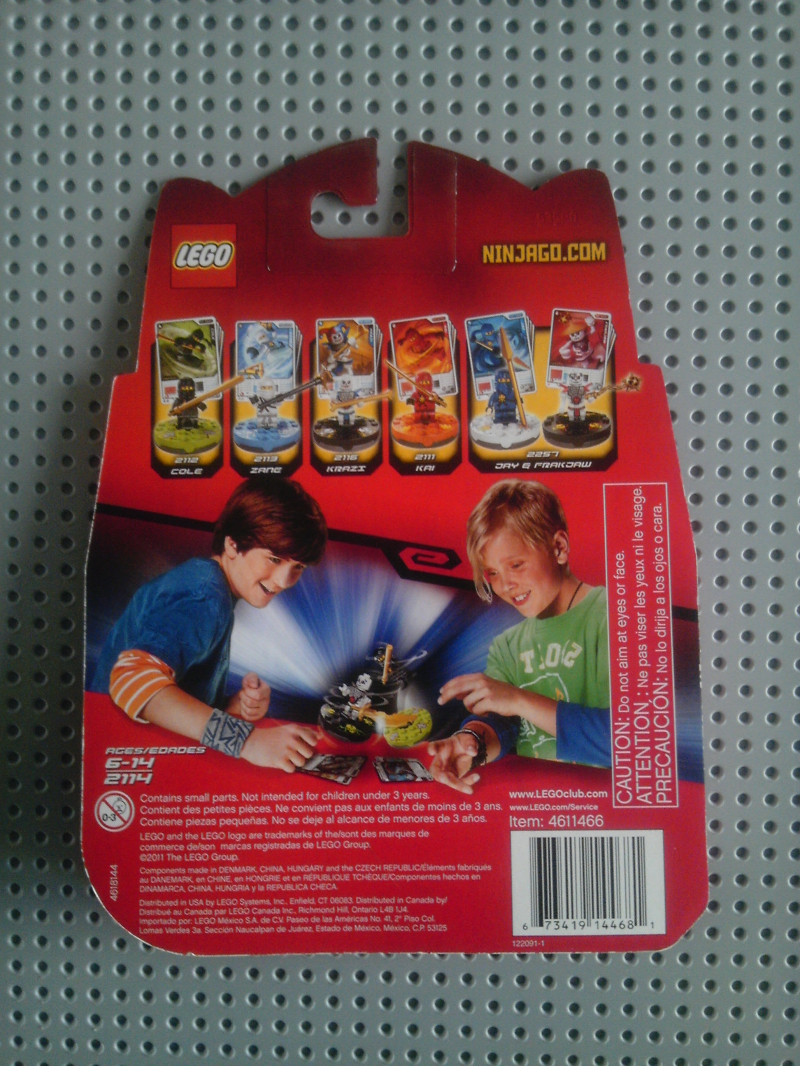 LEGO
NINJAGO.COM
2112
COLE
2113
ZANE
2116
KRAZI
2111
KAI
2257
JAY & FRAKJAW
CAUTION: Do not aim at eyes or face.
ATTENTION : Ne pas viser les yeux ni le visage.
PRECAUCIÓN: No lo dirija a los ojos o cara.
AGES/EDADES
6-14
2114
0-3
Contains small parts. Not intended for children under 3 years.
Contient des petites pièces. Ne convient pas aux enfants de moins de 3 ans.
Contiene piezas pequeñas. No se deje al alcance de menores de 3 años.
LEGO and the LEGO logo are trademarks of the/sont des marques de
commerce de/son marcas registradas de LEGO Group.
©2011 The LEGO Group.
Components made in DENMARK, CHINA, HUNGARY and the CZECH REPUBLIC/Éléments fabriqués
au DANEMARK, en CHINE, en HONGRIE et en RÉPUBLIQUE TCHÈQUE/Componentes hechos en
DINAMARCA, CHINA, HUNGRIA y la REPUBLICA CHECA.
Distributed in USA by LEGO Systems, Inc., Enfield, CT 06083. Distributed in Canada by/
Distribué au Canada par LEGO Canada Inc., Richmond Hill, Ontario L4B 1J4.
Importado por: LEGO México S.A. de C.V. Paseo de las Américas No. 41, 2° Piso Col.
Lomas Verdes 3a. Sección Naucalpan de Juárez, Estado de México, México, C.P. 53125
4618144
www.LEGOclub.com
www.LEGO.com/Service
Item: 4611466
6 73419 14468 1
122091-1